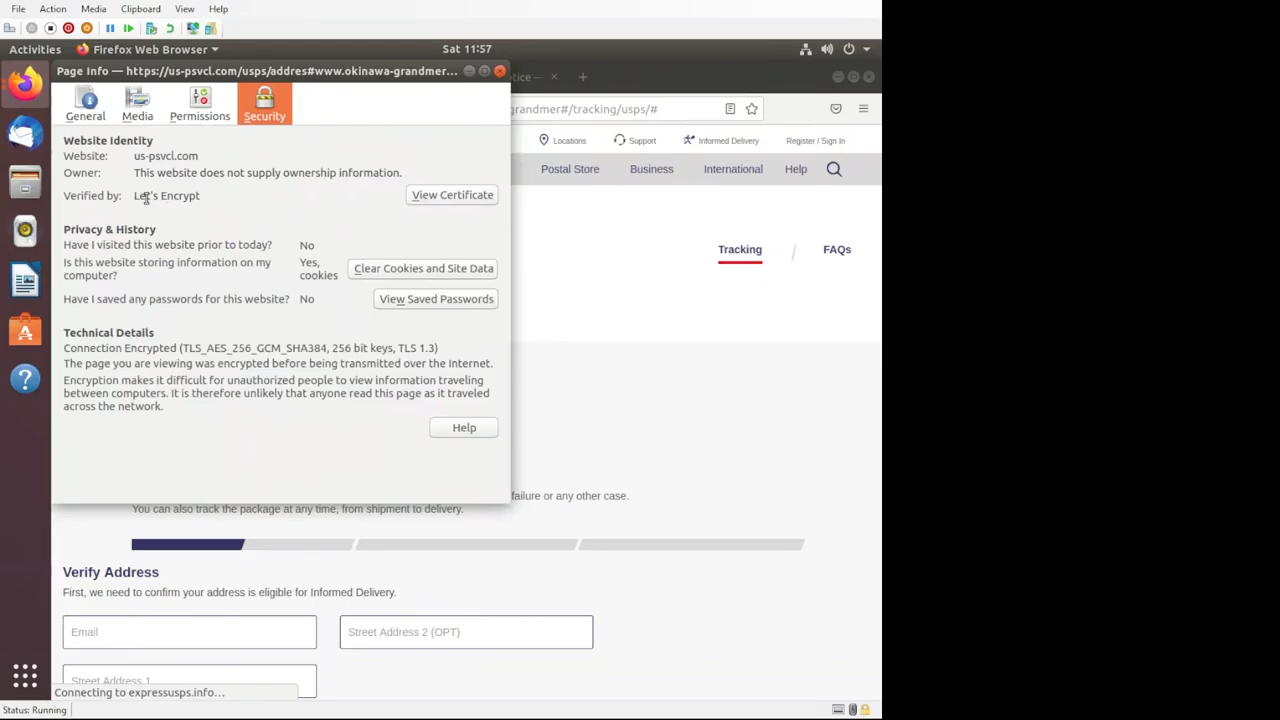 File Action Media Clipboard View Help
Activities Firefox Web Browser Sat 11:57
Page Info — https://us-psvcl.com/usps/addres#www.okinawa-grandmer... otice —
General Media Permissions Security
grandmer#/tracking/usps/#
Website Identity
Website: us-psvcl.com
Owner: This website does not supply ownership information.
Verified by: Let's Encrypt View Certificate
Privacy & History
Have I visited this website prior to today? No
Is this website storing information on my computer? Yes, cookies Clear Cookies and Site Data
Have I saved any passwords for this website? No View Saved Passwords
Technical Details
Connection Encrypted (TLS_AES_256_GCM_SHA384, 256 bit keys, TLS 1.3)
The page you are viewing was encrypted before being transmitted over the Internet.
Encryption makes it difficult for unauthorized people to view information traveling
between computers. It is therefore unlikely that anyone read this page as it traveled
across the network.
Help
Locations Support Informed Delivery Register / Sign In
Postal Store Business International Help
Tracking FAQs
failure or any other case.
You can also track the package at any time, from shipment to delivery.
Verify Address
First, we need to confirm your address is eligible for Informed Delivery.
Email Street Address 2 (OPT)
Street Address 1
Connecting to expressusps.info...
Status: Running